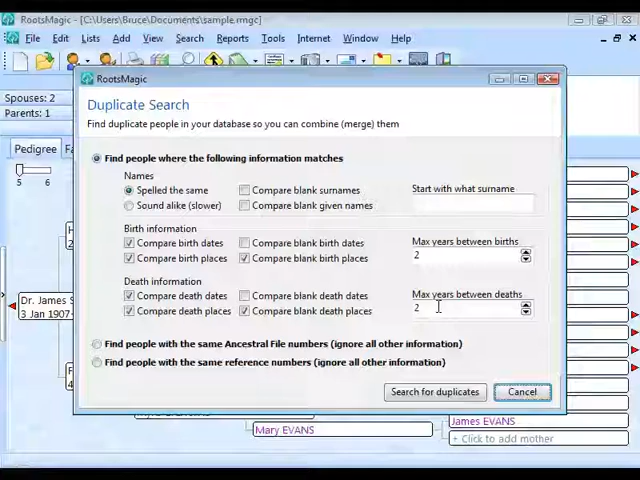 RootsMagic - [C:\Users\Bruce\Documents\sample.rmgc]
File Edit Lists Add View Search Reports Tools Internet Window Help
Spouses: 2
Parents: 1
Pedigree Fa
5 6
Dr. James S
3 Jan 1907-
RootsMagic
Duplicate Search
Find duplicate people in your database so you can combine (merge) them
Find people where the following information matches
Names
Spelled the same Compare blank surnames Start with what surname
Sound alike (slower) Compare blank given names
Birth information
Compare birth dates Compare blank birth dates Max years between births
Compare birth places Compare blank birth places 2
Death information
Compare death dates Compare blank death dates Max years between deaths
Compare death places Compare blank death places 2
Find people with the same Ancestral File numbers (ignore all other information)
Find people with the same reference numbers (ignore all other information)
Search for duplicates Cancel
Mary EVANS
James EVANS
+ Click to add mother